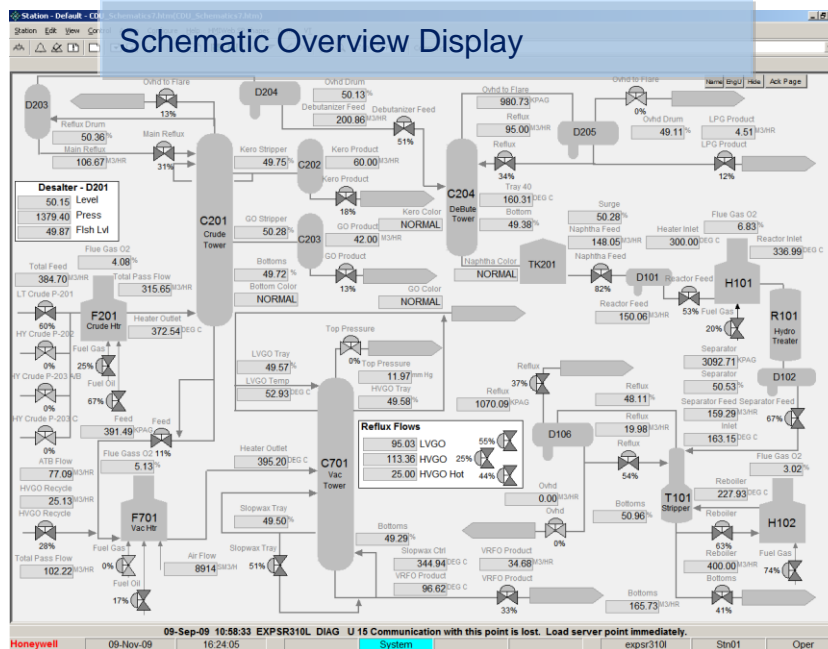 Station - Default - CDU_Schematics72dms(CDU_Schematics72dms)
Station Edit View
Schematic Overview Display
Name EngU Hide Ack Page
D203
Ovhd to Flare
13%
Reflux Drum
50.36%
Main Reflux
106.67 M3/HR
Main Reflux
31%
D204
Ovhd Drum
50.13%
Debutanizer Feed
200.86 M3/HR
Debutanizer Feed
51%
Desalter - D201
50.15 Level
1379.40 Press
49.87 Flsh Lvl
C201
Crude
Tower
Kero Stripper
49.75%
C202
Kero Product
60.00 M3/HR
Kero Product
18%
Kero Color
NORMAL
GO Stripper
50.28%
C203
GO Product
42.00 M3/HR
GO Product
13%
GO Color
NORMAL
Bottoms
49.72%
Bottom Color
NORMAL
Ovhd to Flare
980.73 KPAG
Reflux
95.00 M3/HR
Reflux
34%
D205
Ovhd to Flare
0%
Ovhd Drum
49.11%
LPG Product
4.51 M3/HR
LPG Product
12%
C204
DeBute
Tower
Tray 40
160.31 DEG C
Bottom
49.38%
Naphtha Color
NORMAL
TK201
Surge
50.28%
Naphtha Feed
148.05 M3/HR
Naphtha Feed
82%
D101
Heater Inlet
300.00 DEG C
Flue Gas O2
6.83%
Reactor Inlet
336.99 DEG C
H101
Reactor Feed
53%
Reactor Feed
150.06 M3/HR
Fuel Gas
20%
R101
Hydro
Treater
D102
Separator
3092.71 KPAG
Separator
50.53%
Separator Feed
159.29 M3/HR
Separator Feed
67%
Inlet
163.15 DEG C
Flue Gas O2
4.08%
Total Feed
384.70 M3/HR
Total Pass Flow
315.65 M3/HR
LT Crude P-201
60%
F201
Crude Htr
Heater Outlet
372.54 DEG C
HY Crude P-202
0%
Fuel Gas
25%
HY Crude P-203 A/B
0%
Fuel Oil
67%
HY Crude P-203 C
0%
Feed
391.49 KPAG
Feed
11%
ATB Flow
77.09 M3/HR
Flue Gass O2
5.13%
HVGO Recycle
25.13 M3/HR
HVGO Recycle
28%
F701
Vac Htr
Total Pass Flow
102.22 M3/HR
Fuel Gas
0%
Fuel Oil
17%
Air Flow
8914 SM3/H
Top Pressure
0%
Top Pressure
11.97 mm Hg
LVGO Tray
49.57%
LVGO Temp
52.93 DEG C
HVGO Tray
49.58%
Heater Outlet
395.20 DEG C
C701
Vac
Tower
Reflux Flows
95.03 LVGO 55%
113.36 HVGO 25%
25.00 HVGO Hot 44%
Slopwax Tray
49.50%
Slopwax Tray
51%
Bottoms
49.29%
Slopwax Ctrl
344.94 DEG C
VRFO Product
96.62 DEG C
VRFO Product
34.68 M3/HR
VRFO Product
33%
Reflux
37%
Reflux
1070.09 KPAG
D106
Reflux
48.11%
Reflux
19.98 M3/HR
Reflux
54%
Ovhd
0.00 M3/HR
Ovhd
0%
T101
Stripper
Bottoms
50.96%
Reboiler
227.93 DEG C
Flue Gas O2
3.02%
H102
Reboiler
63%
Reboiler
400.00 M3/HR
Fuel Gas
74%
Bottoms
41%
Bottoms
165.73 M3/HR
09-Sep-09 10:58:33 EXPSR310L DIAG U 15 Communication with this point is lost. Load server point immediately.
Honeywell 09-Nov-09 16:24:05 System expsr310l Stn01 Oper